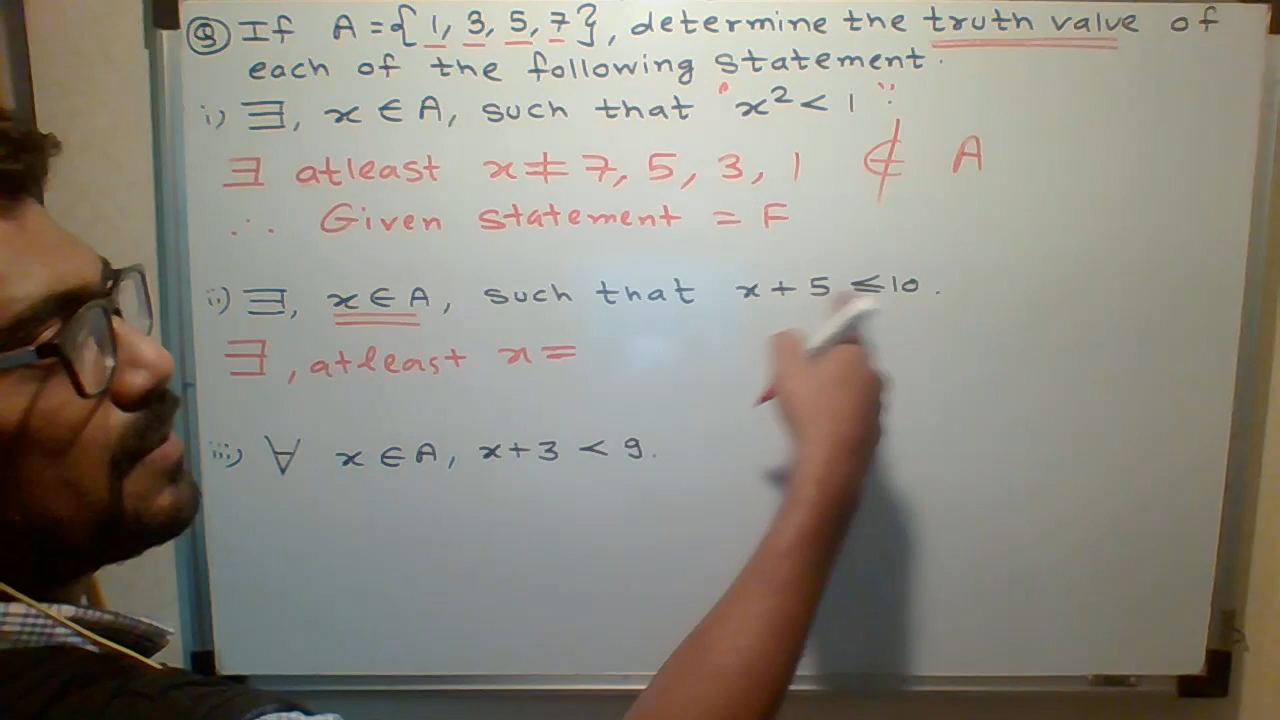 Q If A = { 1, 3, 5, 7 }, determine the truth value of
each of the following statement.
i) ∃, x ∈ A, such that "x² < 1"
∃ atleast x ≠ 7, 5, 3, 1 ∉ A
∴ Given statement = F
ii) ∃, x ∈ A, such that x + 5 ≤ 10.
∃, atleast x =
iii) ∀ x ∈ A, x + 3 < 9.